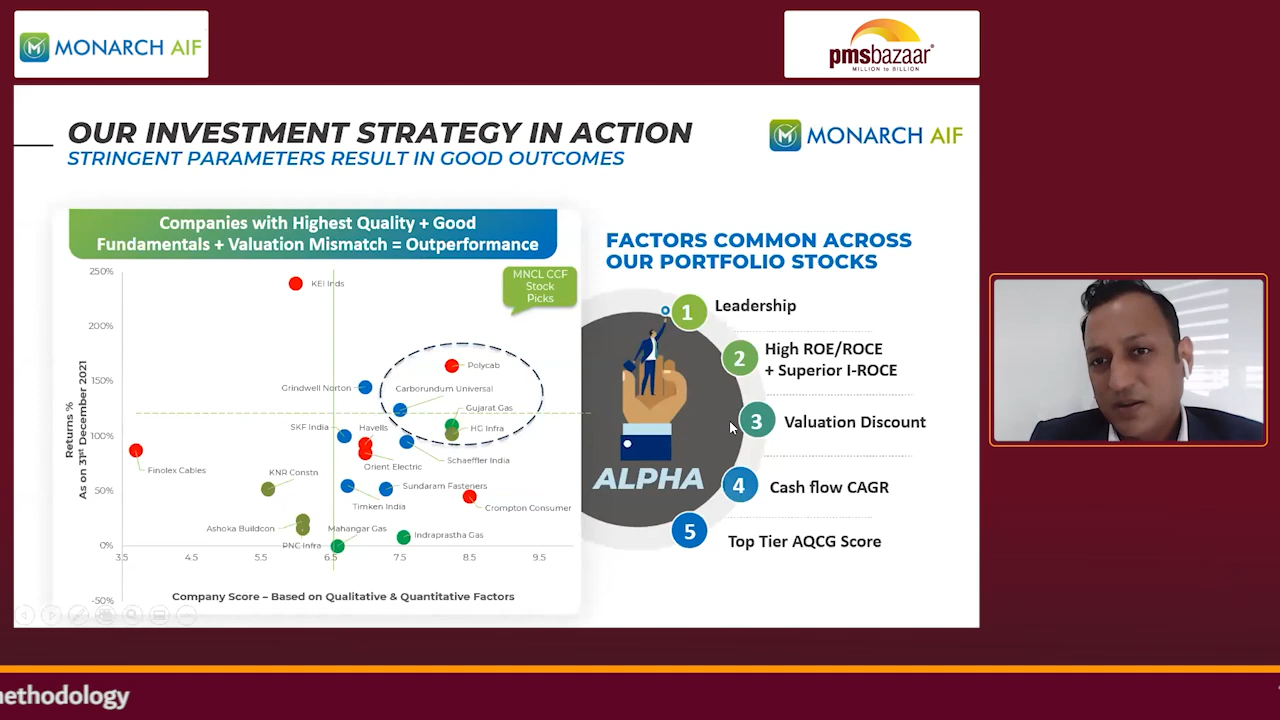 MONARCH AIF
pmsbazaar
MILLION to BILLION
OUR INVESTMENT STRATEGY IN ACTION
STRINGENT PARAMETERS RESULT IN GOOD OUTCOMES
MONARCH AIF
Companies with Highest Quality + Good
Fundamentals + Valuation Mismatch = Outperformance
MNCL CCF
Stock
Picks
Returns %
As on 31st December 2021
250%
200%
150%
100%
50%
0%
-50%
KEI Inds
Polycab
Grindwell Norton
Carborundum Universal
Gujarat Gas
HG Infra
SKF India
Havells
Schaeffler India
Orient Electric
Finolex Cables
KNR Constn
Sundaram Fasteners
Timken India
Crompton Consumer
Ashoka Buildcon
Mahangar Gas
Indraprastha Gas
PNC Infra
3.5
4.5
5.5
6.5
7.5
8.5
9.5
Company Score – Based on Qualitative & Quantitative Factors
FACTORS COMMON ACROSS
OUR PORTFOLIO STOCKS
ALPHA
1
Leadership
2
High ROE/ROCE
+ Superior I-ROCE
3
Valuation Discount
4
Cash flow CAGR
5
Top Tier AQCG Score
nethodology